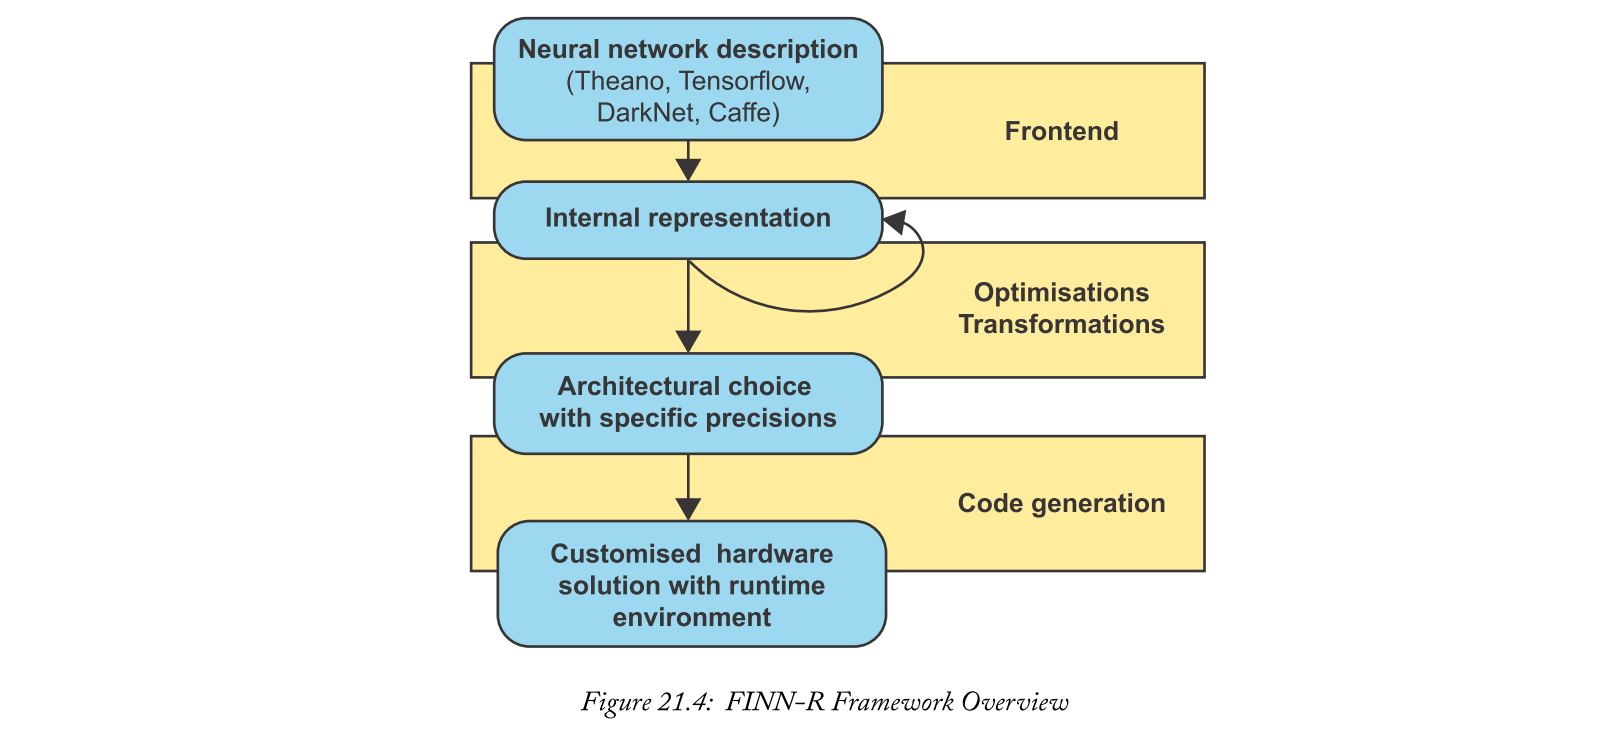 Neural network description
(Theano, Tensorflow,
DarkNet, Caffe)
Frontend
Internal representation
Optimisations
Transformations
Architectural choice
with specific precisions
Code generation
Customised hardware
solution with runtime
environment
Figure 21.4: FINN-R Framework Overview